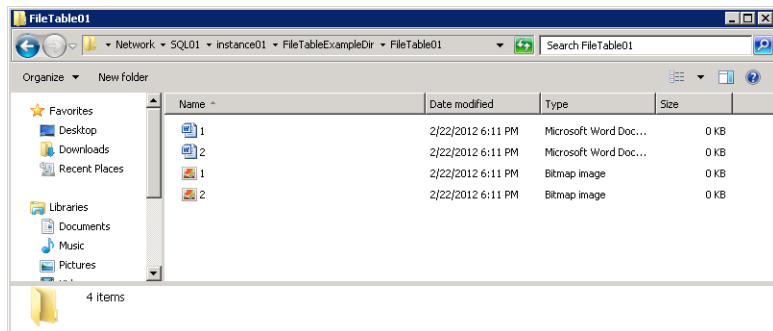 FileTable01
Network SQL01 instance01 FileTableExampleDir FileTable01 Search FileTable01
Organize New folder
Favorites
Desktop
Downloads
Recent Places
Libraries
Documents
Music
Pictures
Name Date modified Type Size
1 2/22/2012 6:11 PM Microsoft Word Doc... 0 KB
2 2/22/2012 6:11 PM Microsoft Word Doc... 0 KB
1 2/22/2012 6:11 PM Bitmap image 0 KB
2 2/22/2012 6:11 PM Bitmap image 0 KB
4 items